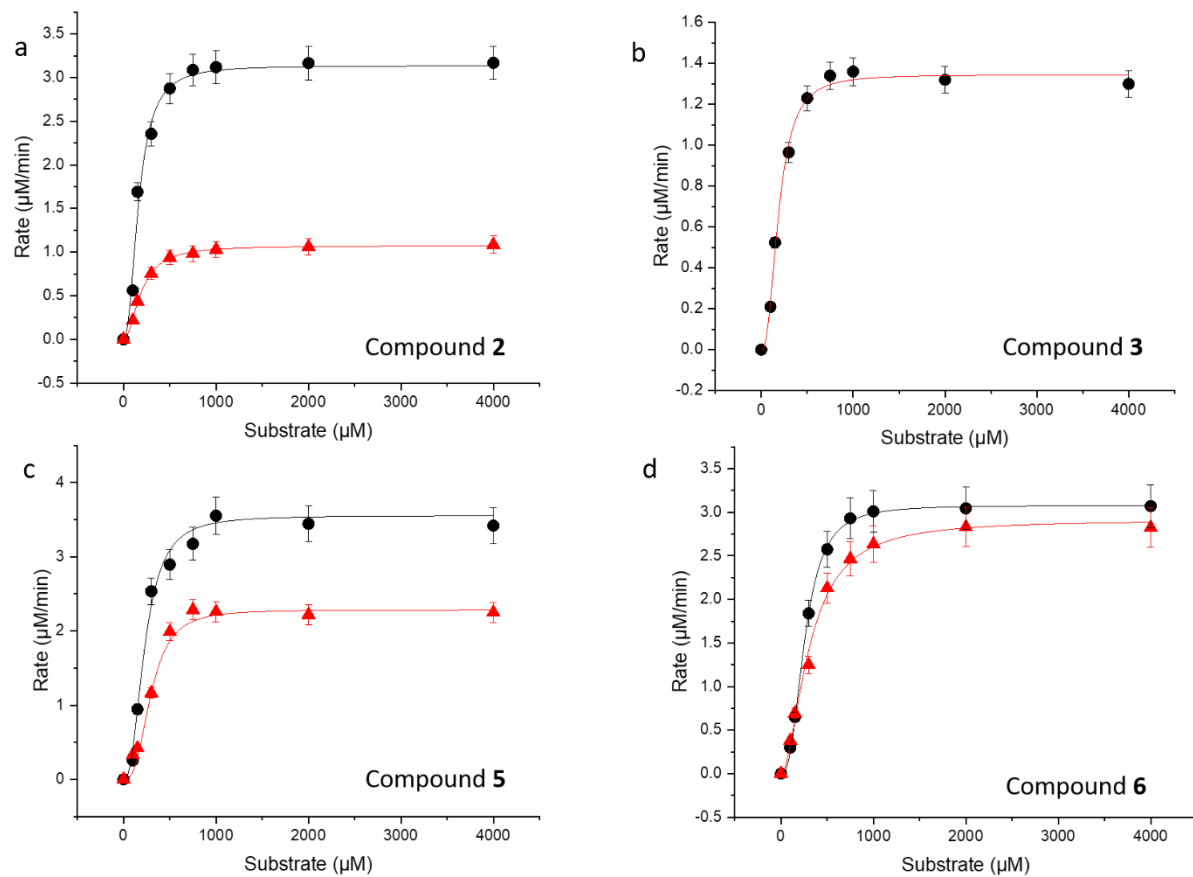 a
3.5
3.0
2.5
2.0
1.5
1.0
0.5
0.0
-0.5
Rate (µM/min)
0 1000 2000 3000 4000
Substrate (µM)
Compound 2
b
1.6
1.4
1.2
1.0
0.8
0.6
0.4
0.2
0.0
-0.2
Rate (µM/min)
0 1000 2000 3000 4000
Substrate (µM)
Compound 3
c
4
3
2
1
0
Rate (µM/min)
0 1000 2000 3000 4000
Substrate (µM)
Compound 5
d
3.5
3.0
2.5
2.0
1.5
1.0
0.5
0.0
-0.5
Rate (µM/min)
0 1000 2000 3000 4000
Substrate (µM)
Compound 6